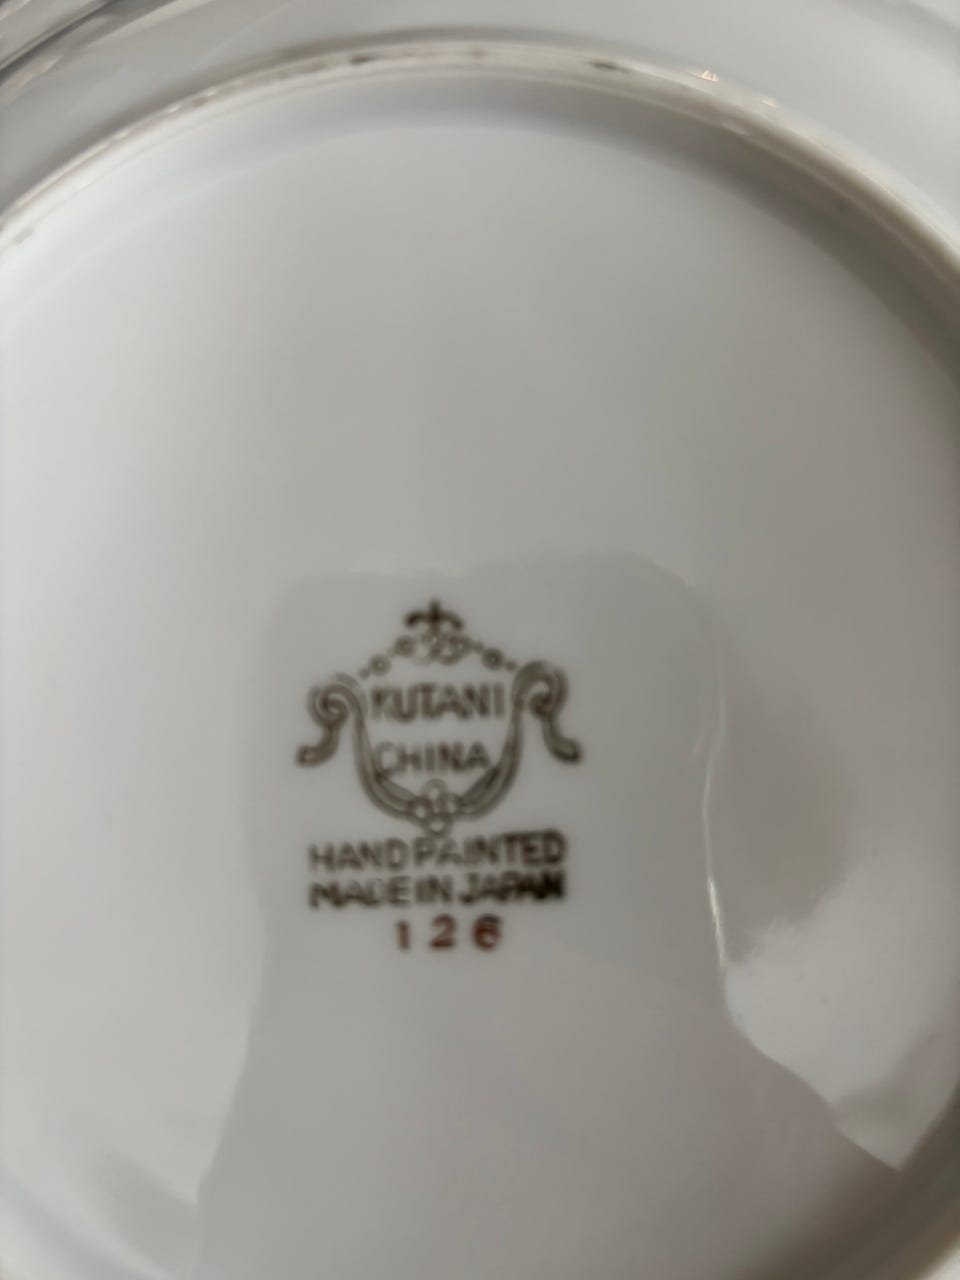 KUTANI
CHINA
HAND PAINTED
MADE IN JAPAN
126